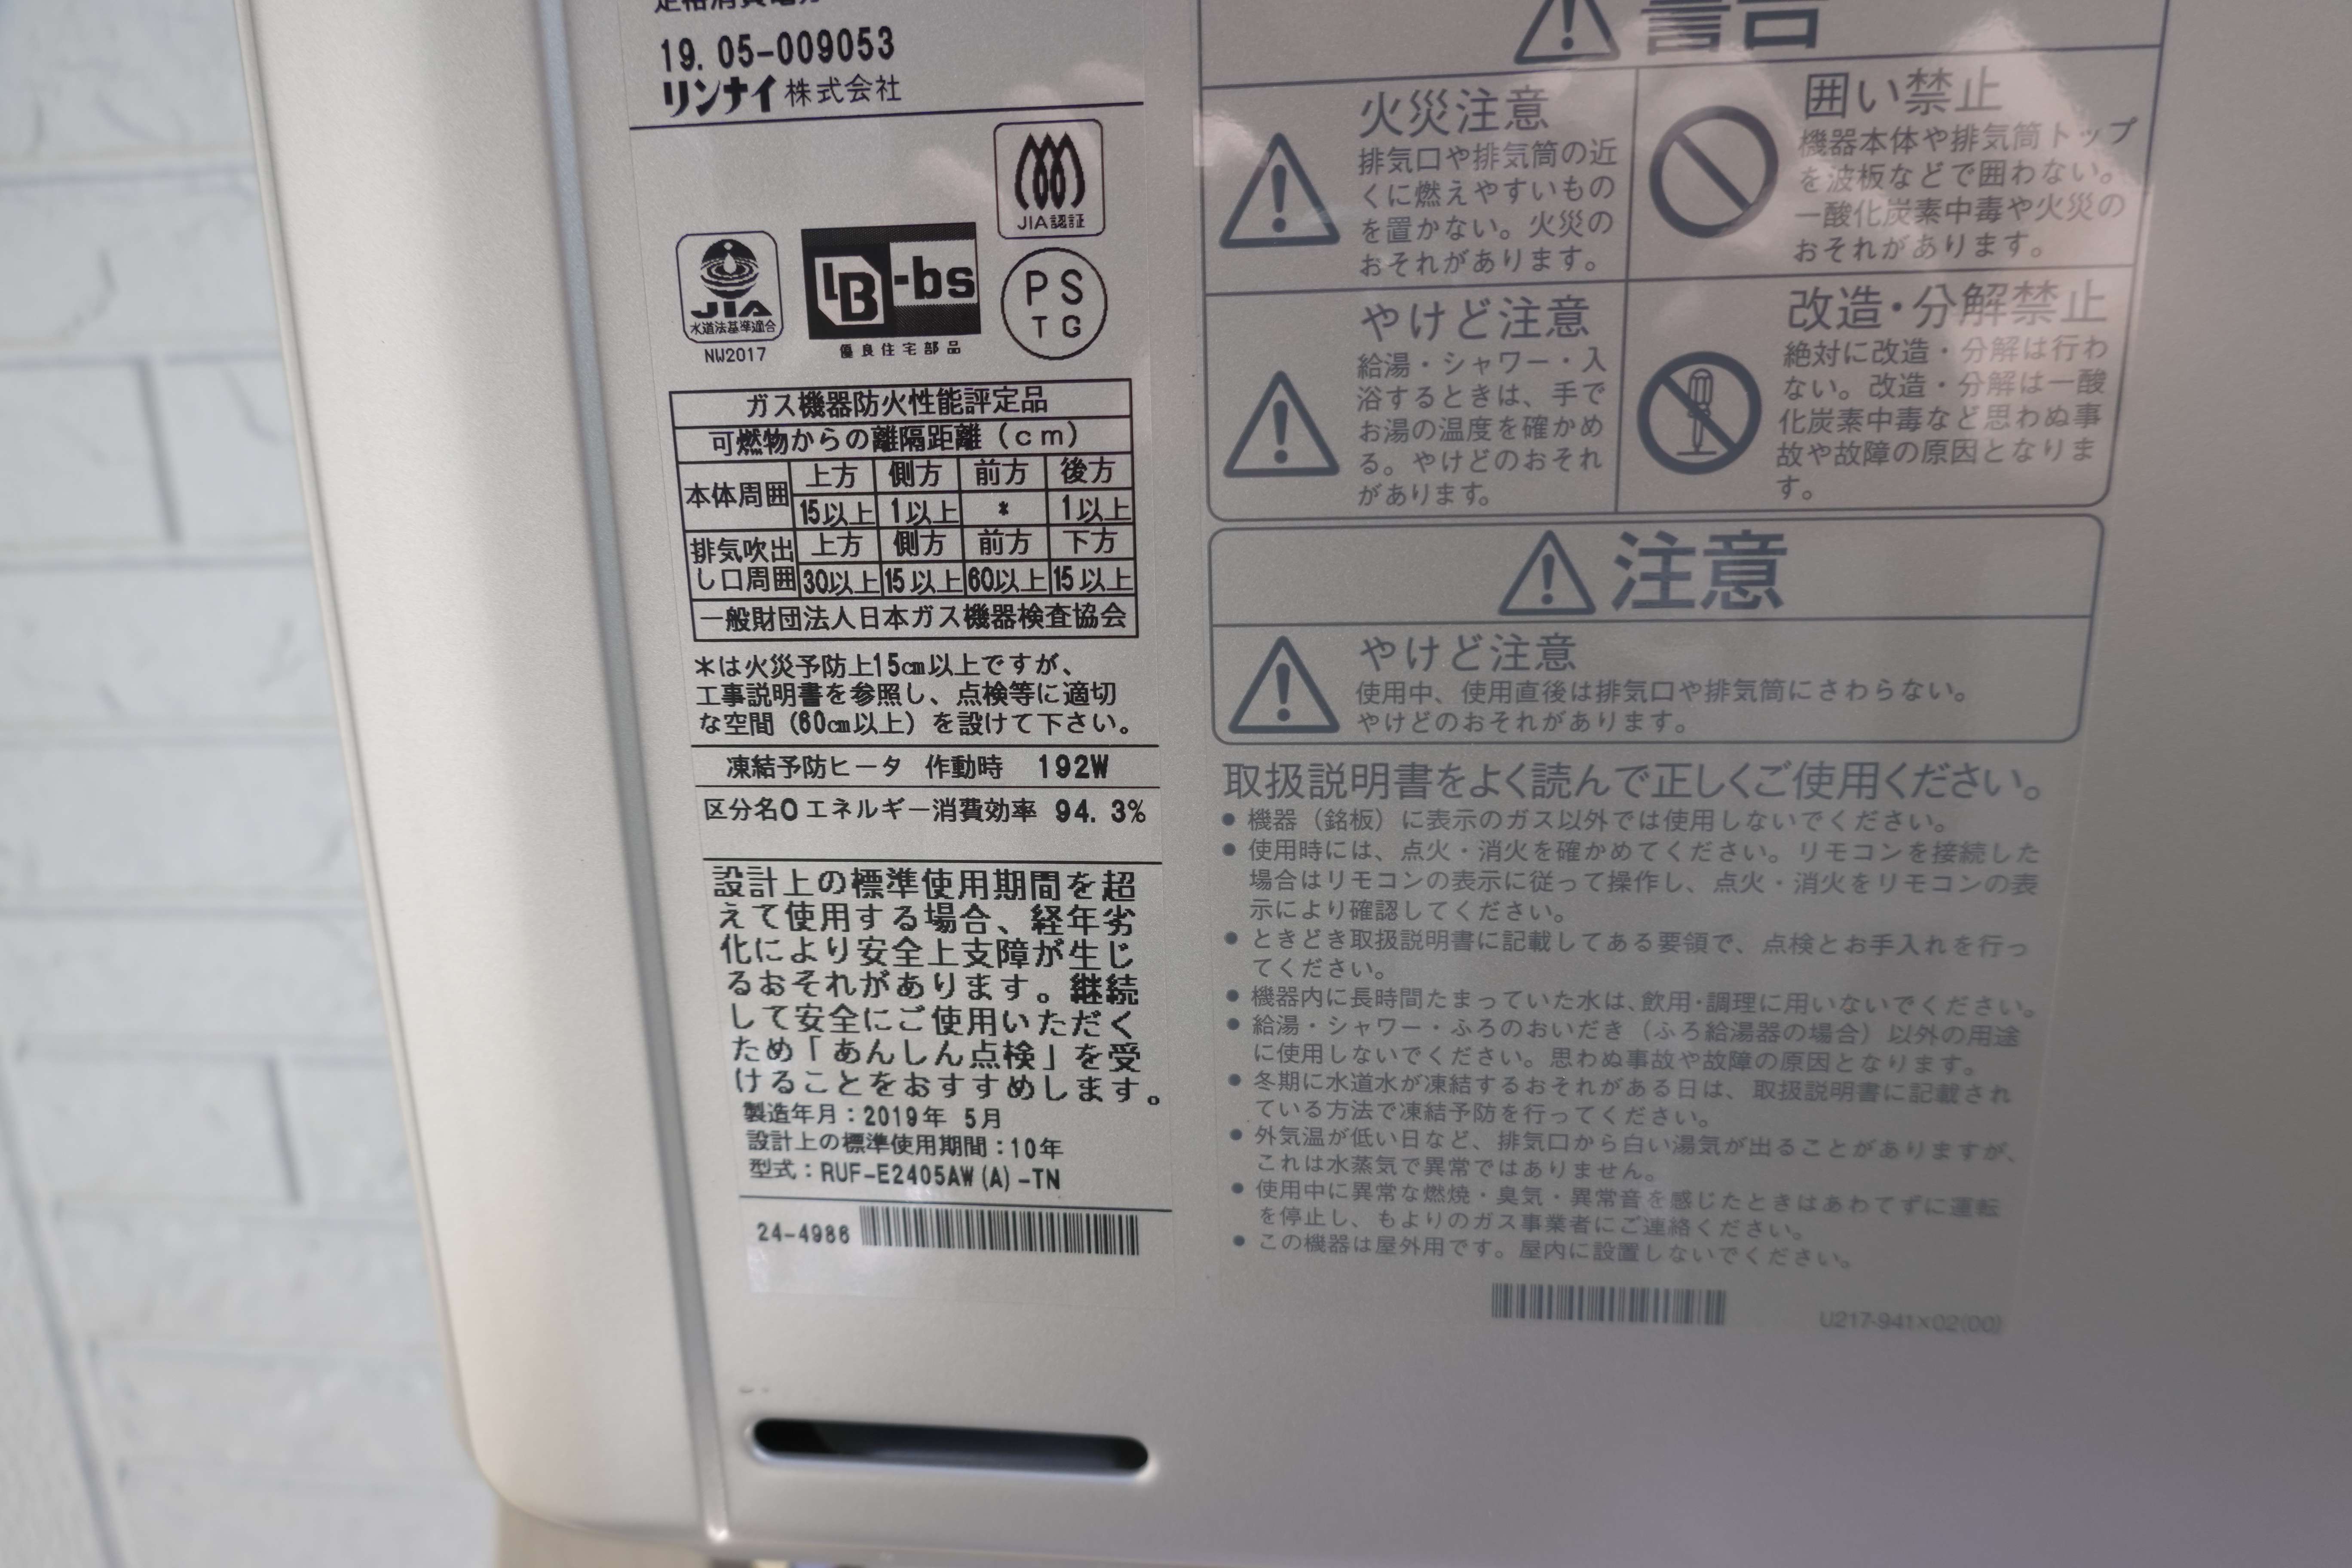 定格消費電力
19. 05-009053
リンナイ株式会社
JIA認証
JIA
水道法基準適合
NW2017
LB-bs
優良住宅部品
PS
TG
ガス機器防火性能評定品
可燃物からの離隔距離(cm)
本体周囲 上方 側方 前方 後方
15以上 1以上 * 1以上
排気吹出し口周囲 上方 側方 前方 下方
30以上 15以上 60以上 15以上
一般財団法人日本ガス機器検査協会
*は火災予防上15cm以上ですが、
工事説明書を参照し、点検等に適切
な空間(60cm以上)を設けて下さい。
凍結予防ヒータ 作動時 192W
区分名O エネルギー消費効率 94.3%
設計上の標準使用期間を超
えて使用する場合、経年劣
化により安全上支障が生じ
るおそれがあります。継続
して安全にご使用いただく
ため「あんしん点検」を受
けることをおすすめします。
製造年月:2019年 5月
設計上の標準使用期間:10年
型式:RUF-E2405AW(A)-TN
24-4986
警告
火災注意
排気口や排気筒の近
くに燃えやすいもの
を置かない。火災の
おそれがあります。
囲い禁止
機器本体や排気筒トップ
を波板などで囲わない。
一酸化炭素中毒や火災の
おそれがあります。
やけど注意
給湯・シャワー・入
浴するときは、手で
お湯の温度を確かめ
る。やけどのおそれ
があります。
改造・分解禁止
絶対に改造・分解は行わ
ない。改造・分解は一酸
化炭素中毒など思わぬ事
故や故障の原因となりま
す。
注意
やけど注意
使用中、使用直後は排気口や排気筒にさわらない。
やけどのおそれがあります。
取扱説明書をよく読んで正しくご使用ください。
●機器(銘板)に表示のガス以外では使用しないでください。
●使用時には、点火・消火を確かめてください。リモコンを接続した
場合はリモコンの表示に従って操作し、点火・消火をリモコンの表
示により確認してください。
●ときどき取扱説明書に記載してある要領で、点検とお手入れを行っ
てください。
●機器内に長時間たまっていた水は、飲用・調理に用いないでください。
●給湯・シャワー・ふろのおいだき(ふろ給湯器の場合)以外の用途
に使用しないでください。思わぬ事故や故障の原因となります。
●冬期に水道水が凍結するおそれがある日は、取扱説明書に記載され
ている方法で凍結予防を行ってください。
●外気温が低い日など、排気口から白い湯気が出ることがありますが、
これは水蒸気で異常ではありません。
●使用中に異常な燃焼・臭気・異常音を感じたときはあわてずに運転
を停止し、もよりのガス事業者にご連絡ください。
●この機器は屋外用です。屋内に設置しないでください。
U217-941×02(00)